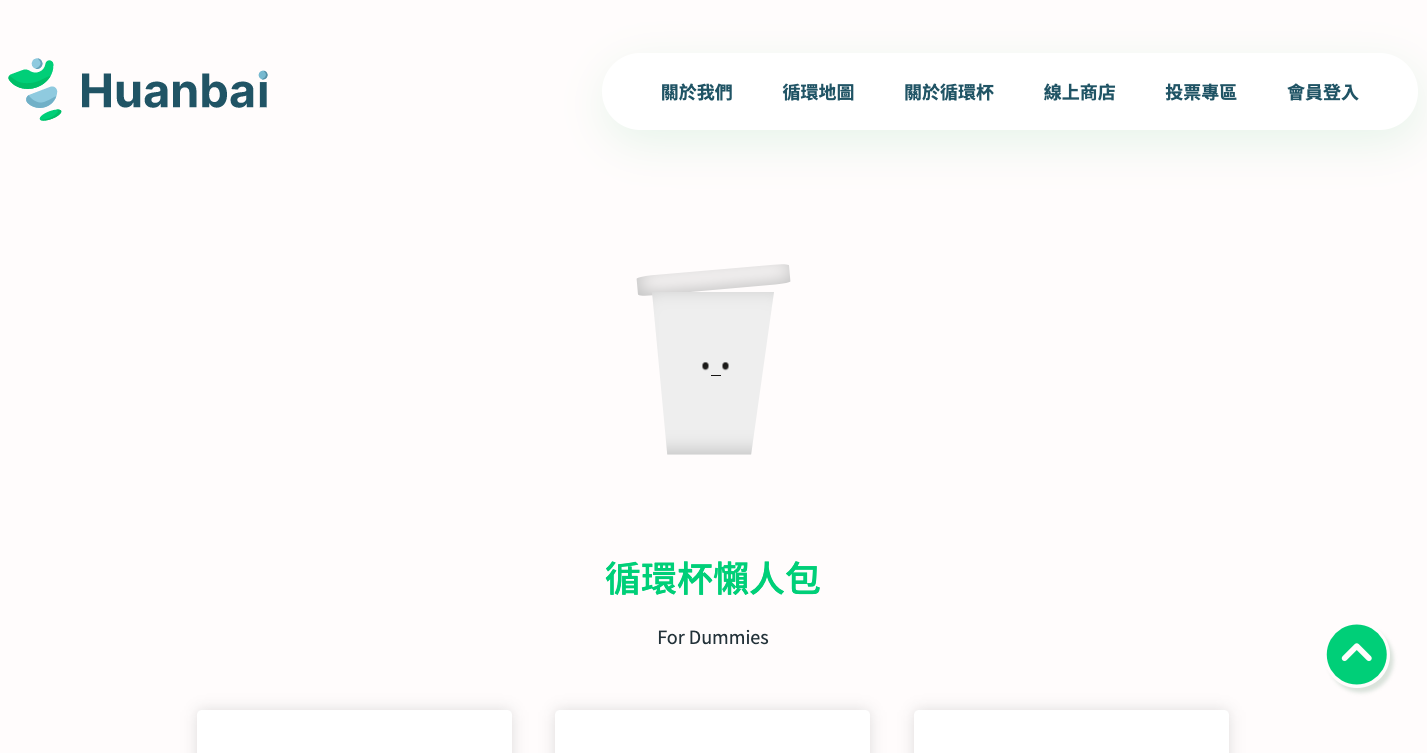 Huanbai
關於我們
循環地圖
關於循環杯
線上商店
投票專區
會員登入
循環杯懶人包
For Dummies